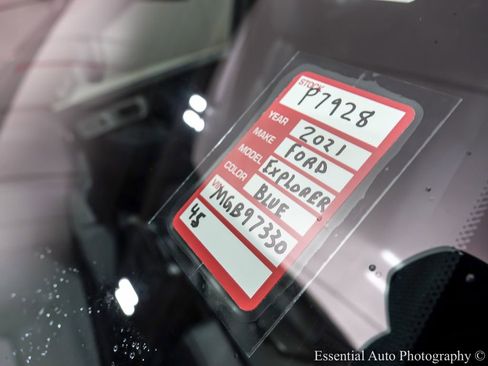 STOCK
P7928
YEAR 2021
MAKE FORD
MODEL EXPLORER
COLOR BLUE
VIN MGB97330
45
Essential Auto Photography ©